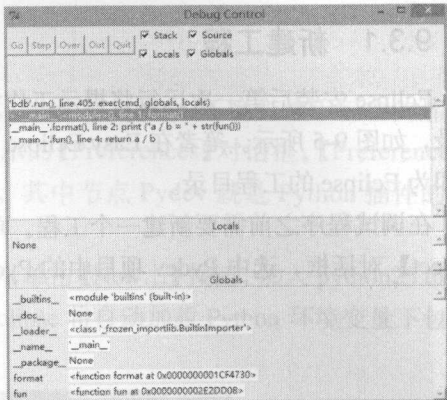 Debug Control
Go Step Over Out Quit
Stack Source
Locals Globals
'bdb'.run(), line 405: exec(cmd, globals, locals)
'__main__'.<module>(), line format()
'__main__'.format(), line 2: print ("a / b = " + str(fun()))
'__main__'.fun(), line 4: return a / b
Locals
None
Globals
__builtins__ <module 'builtins' (built-in)>
__doc__ None
__loader__ <class '_frozen_importlib.BuiltinImporter'>
__name__ '__main__'
__package__ None
format <function format at 0x0000000001CF4730>
fun <function fun at 0x0000000002E2DD08>